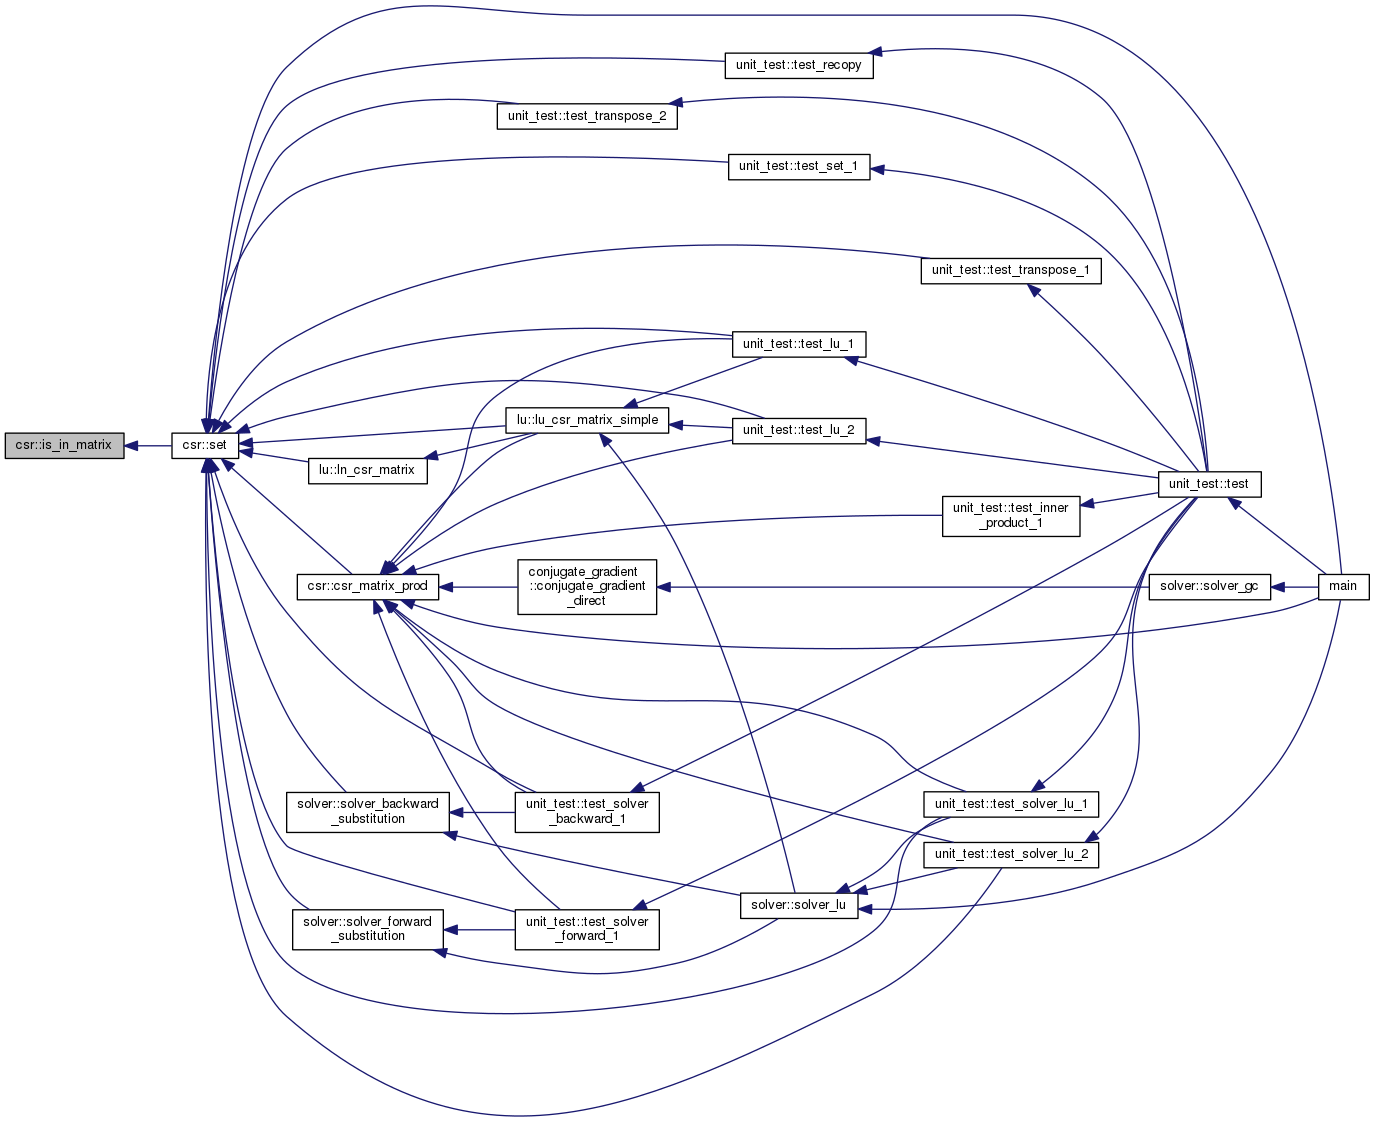 unit_test::test_recopy
unit_test::test_transpose_2
unit_test::test_set_1
unit_test::test_transpose_1
unit_test::test_lu_1
lu::lu_csr_matrix_simple
unit_test::test_lu_2
csr::is_in_matrix
csr::set
lu::ln_csr_matrix
unit_test::test
unit_test::test_inner
_product_1
csr::csr_matrix_prod
conjugate_gradient
::conjugate_gradient
_direct
solver::solver_gc
main
solver::solver_backward
_substitution
unit_test::test_solver
_backward_1
unit_test::test_solver_lu_1
unit_test::test_solver_lu_2
solver::solver_lu
solver::solver_forward
_substitution
unit_test::test_solver
_forward_1